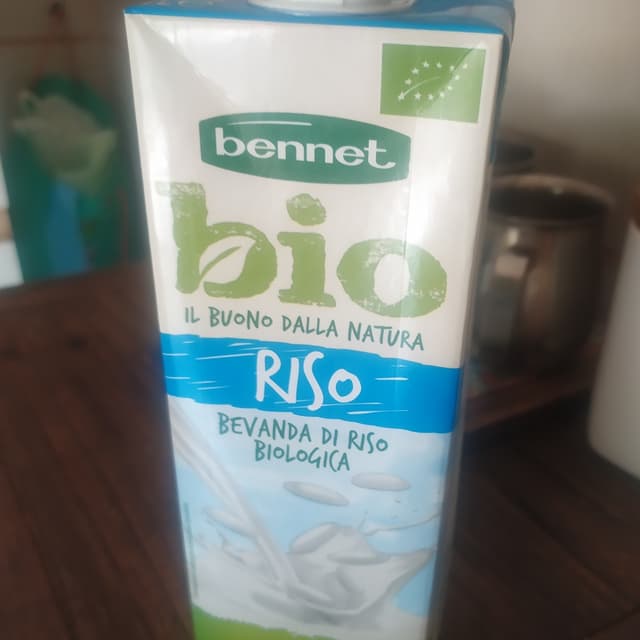 bennet
bio
IL BUONO DALLA NATURA
RISO
BEVANDA DI RISO
BIOLOGICA